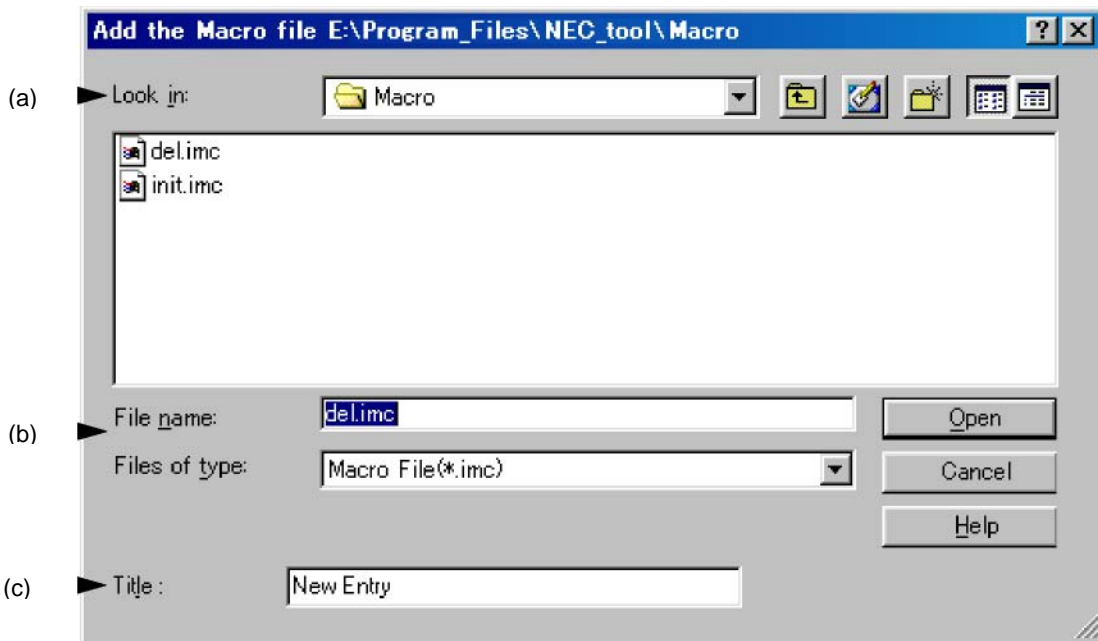 Add the Macro file E:\Program_Files\NEC_tool\Macro
(a)
Look in:
Macro
del.imc
init.imc
(b)
File name:
del.imc
Open
Files of type:
Macro File(*.imc)
Cancel
Help
(c)
Title :
New Entry